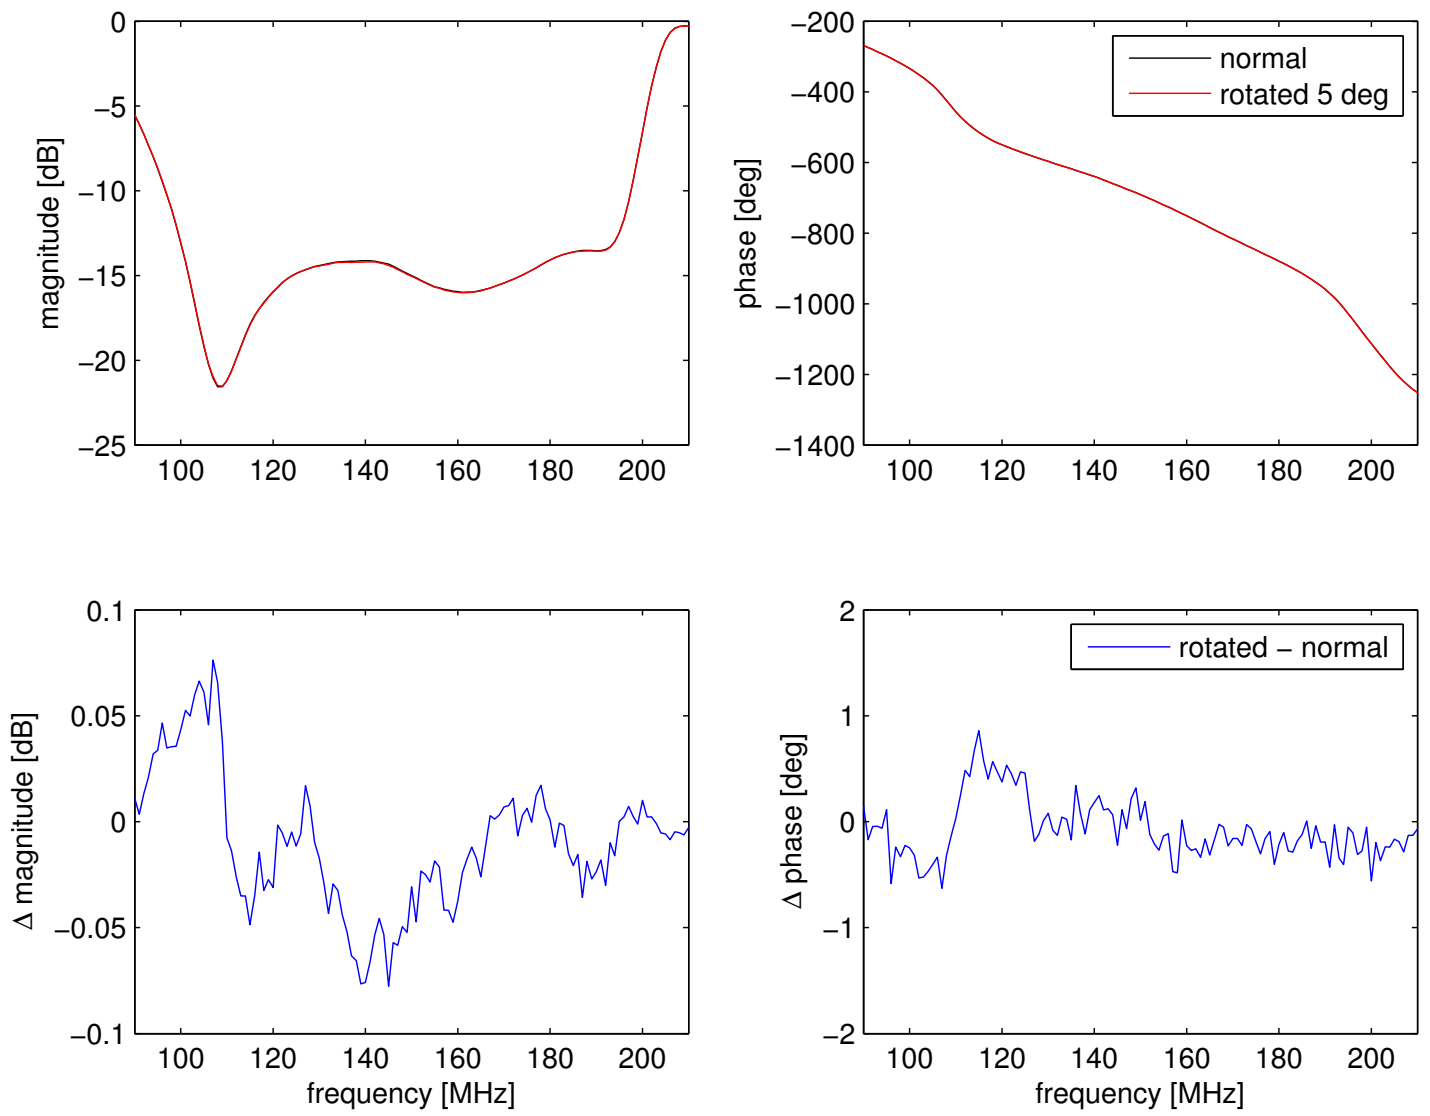 0
−5
−10
−15
−20
−25
magnitude [dB]
100 120 140 160 180 200
−200
−400
−600
−800
−1000
−1200
−1400
phase [deg]
normal
rotated 5 deg
100 120 140 160 180 200
0.1
0.05
0
−0.05
−0.1
Δ magnitude [dB]
100 120 140 160 180 200
frequency [MHz]
2
1
0
−1
−2
Δ phase [deg]
rotated − normal
100 120 140 160 180 200
frequency [MHz]